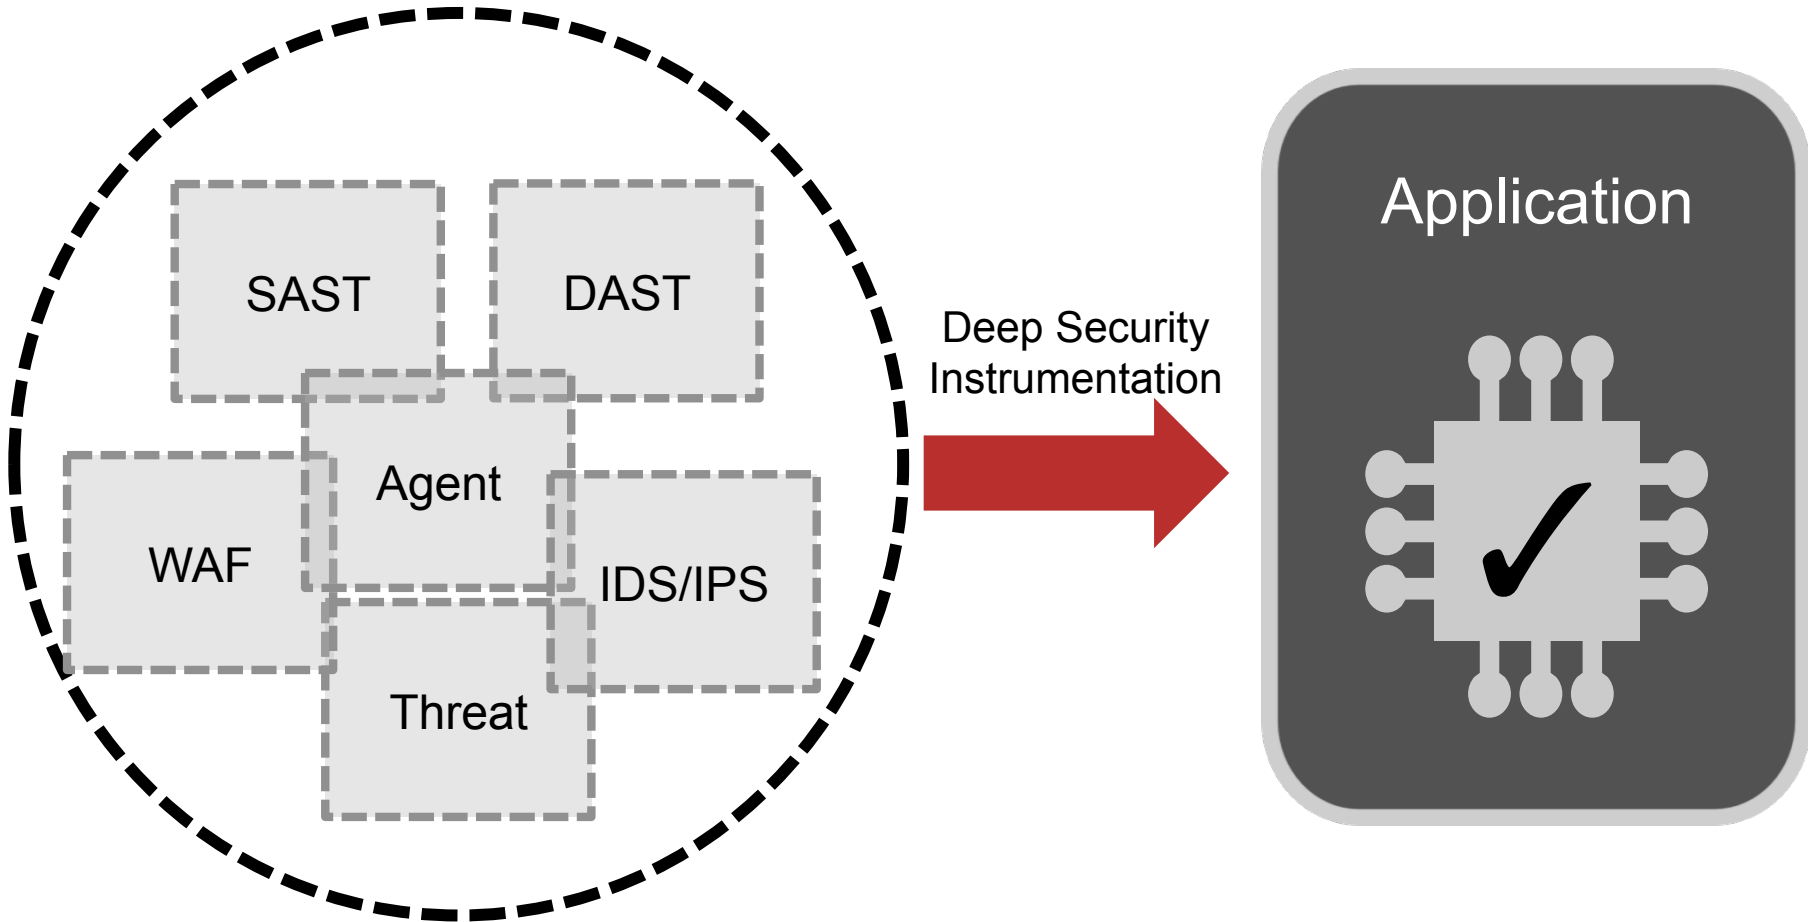 SAST
DAST
Agent
WAF
IDS/IPS
Threat
Deep Security
Instrumentation
Application